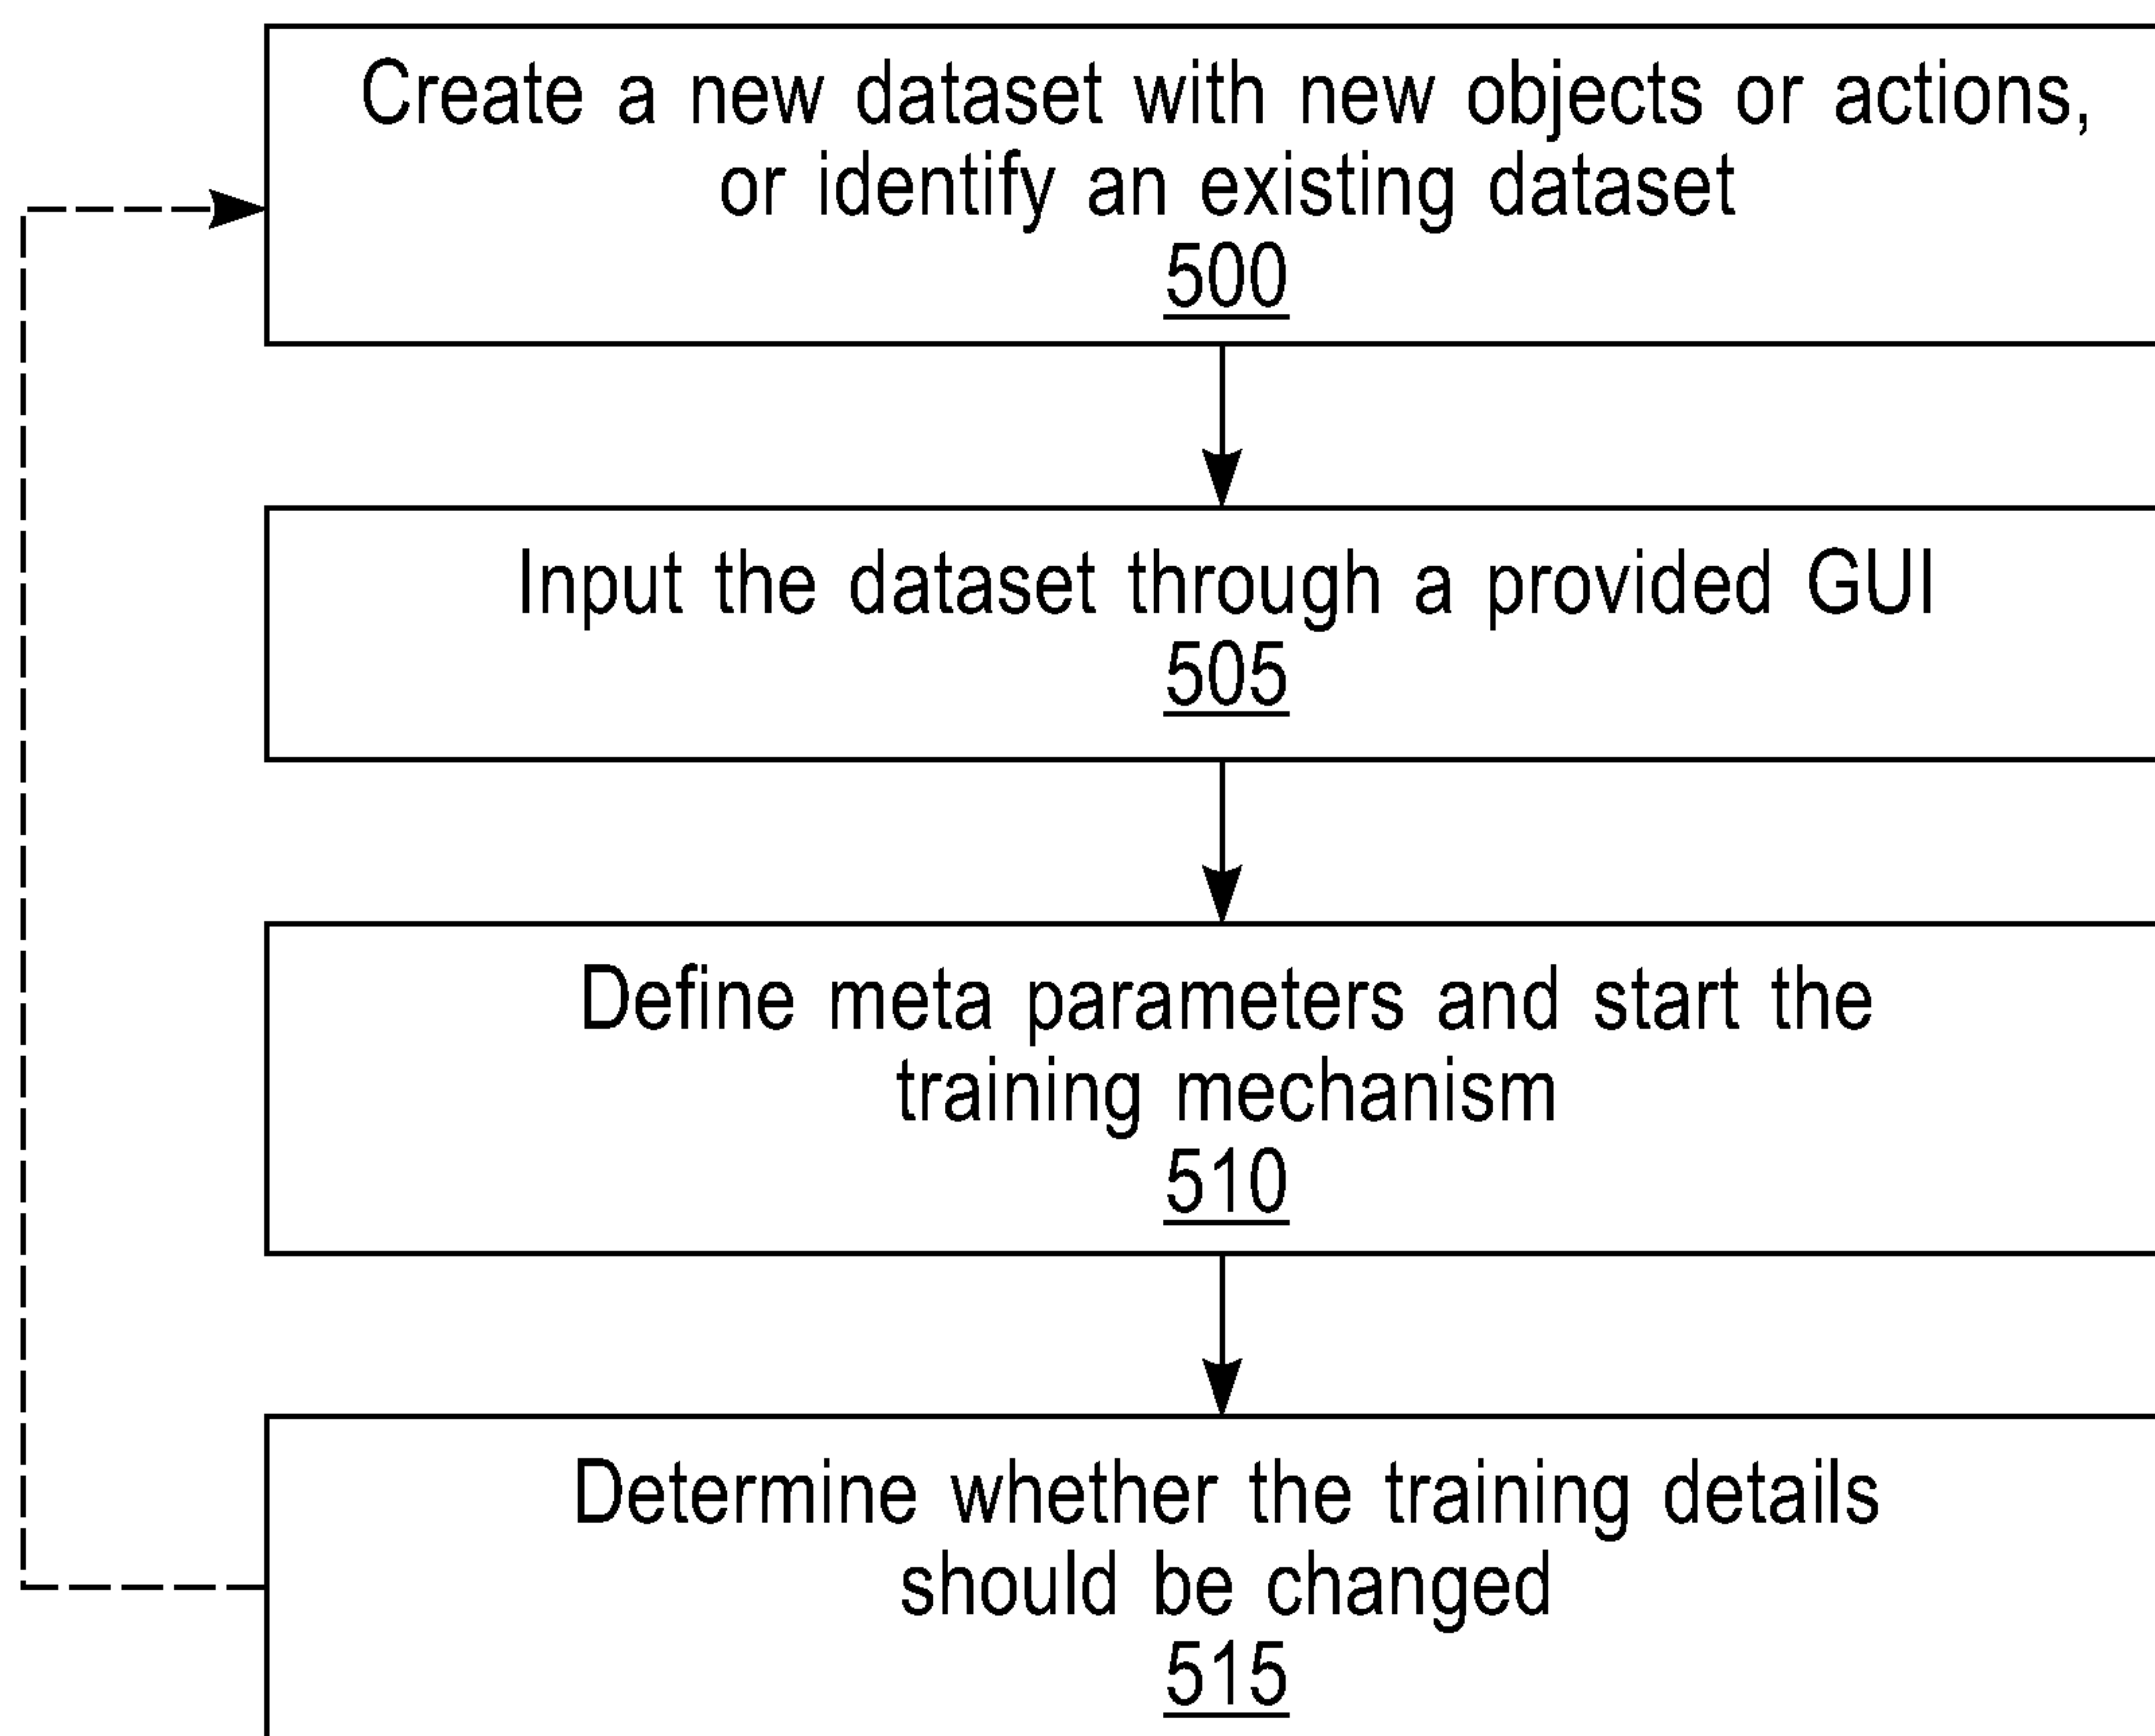 Create a new dataset with new objects or actions,
or identify an existing dataset
500
Input the dataset through a provided GUI
505
Define meta parameters and start the
training mechanism
510
Determine whether the training details
should be changed
515